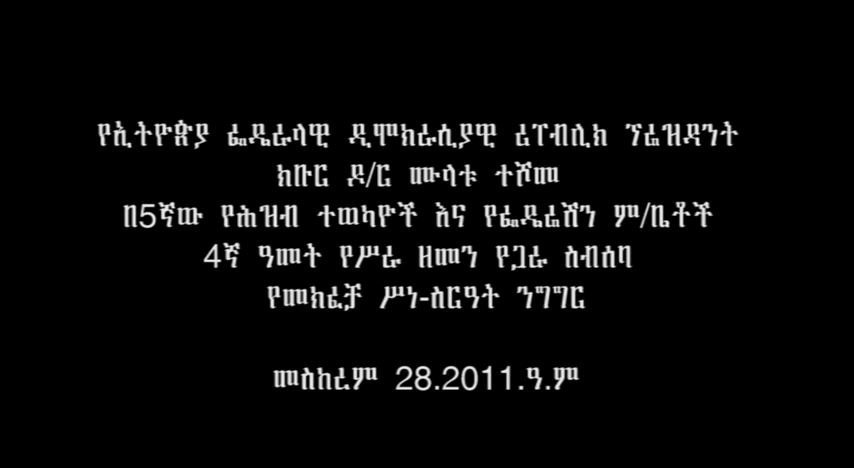 የኢትዮጵያ ፌዴራላዊ ዲሞክራሲያዊ ሪፐብሊክ ፕሬዝዳንት
ክቡር ዶ/ር ሙላቱ ተሾመ
በ5ኛው የሕዝብ ተወካዮች እና የፌዴሬሽን ም/ቤቶች
4ኛ ዓመት የሥራ ዘመን የጋራ ስብሰባ
የመክፈቻ ሥነ-ስርዓት ንግግር
መስከረም 28.2011.ዓ.ም